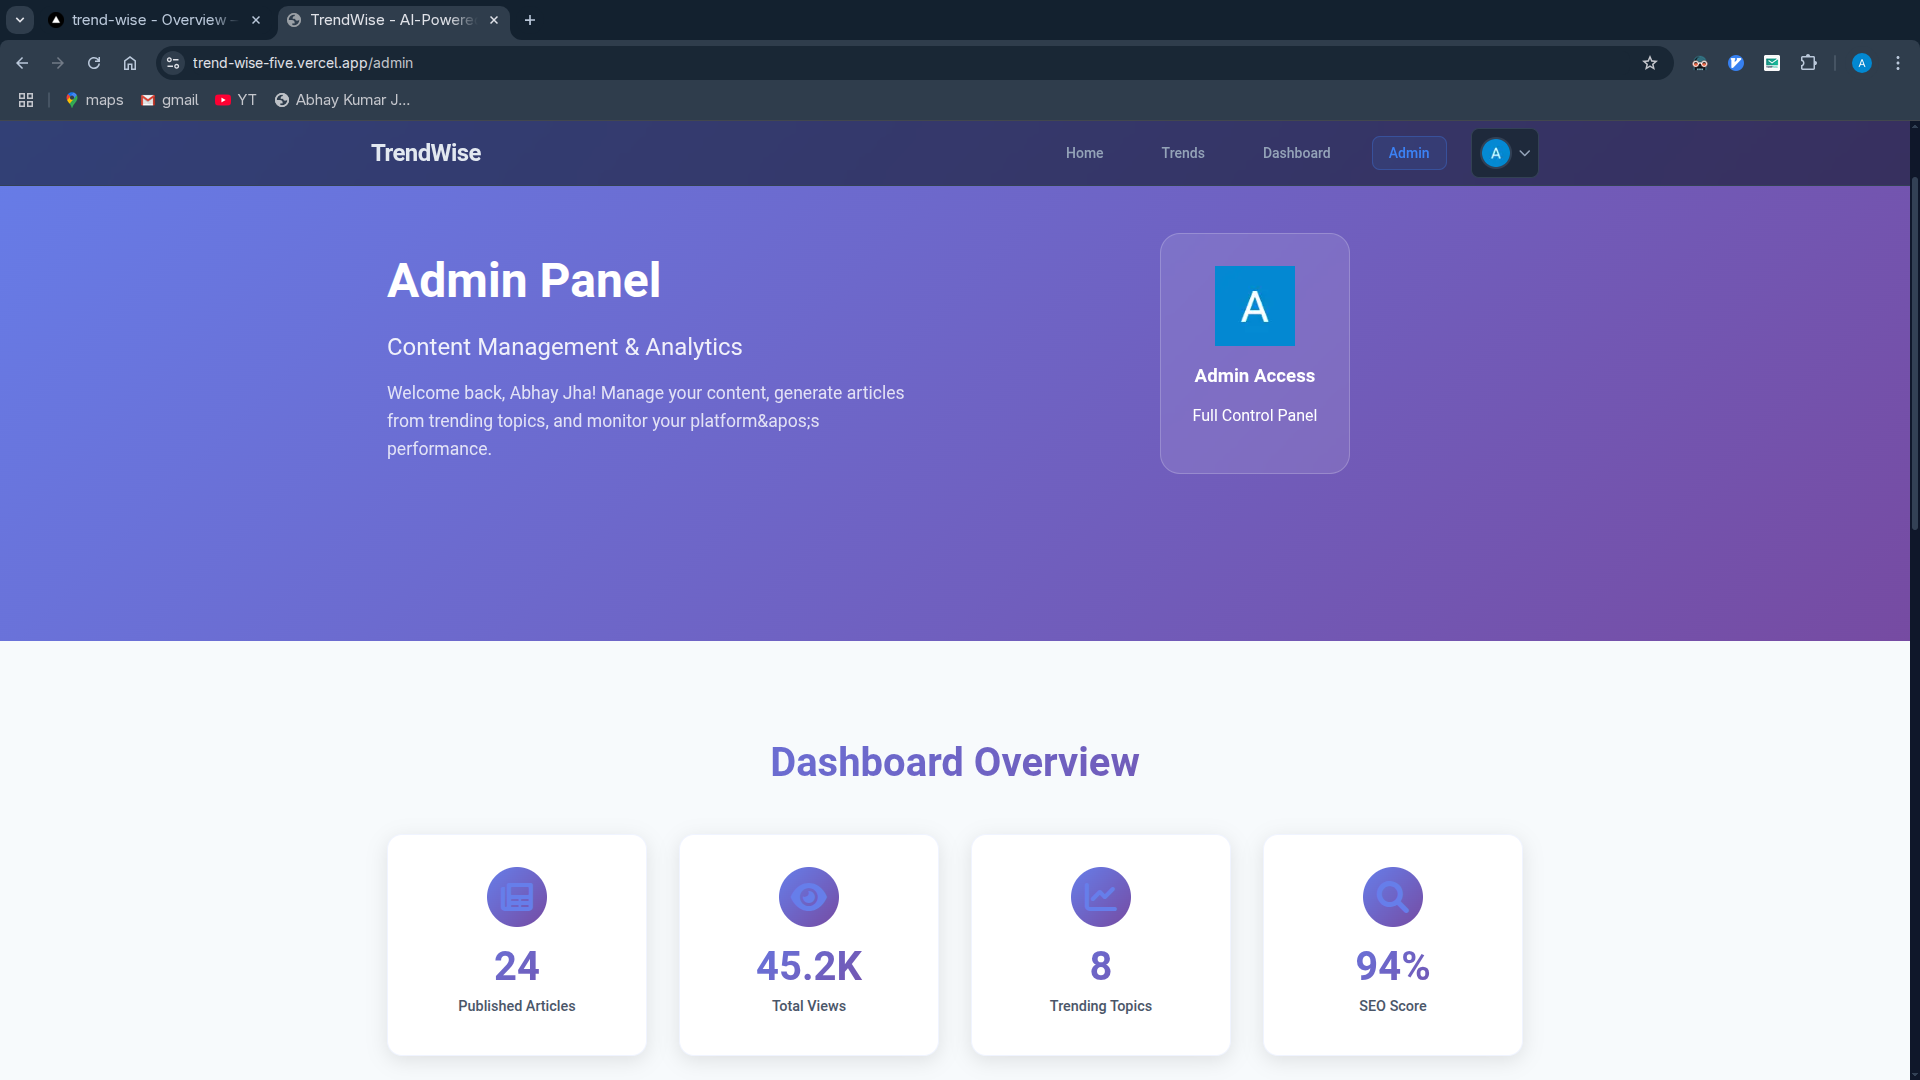 trend-wise - Overview –
TrendWise - AI-Powere
trend-wise-five.vercel.app/admin
A
maps
gmail
YT
Abhay Kumar J...
TrendWise
Home
Trends
Dashboard
Admin
A
Admin Panel
Content Management & Analytics
Welcome back, Abhay Jha! Manage your content, generate articles
from trending topics, and monitor your platform&apos;s
performance.
A
Admin Access
Full Control Panel
Dashboard Overview
24
Published Articles
45.2K
Total Views
8
Trending Topics
94%
SEO Score